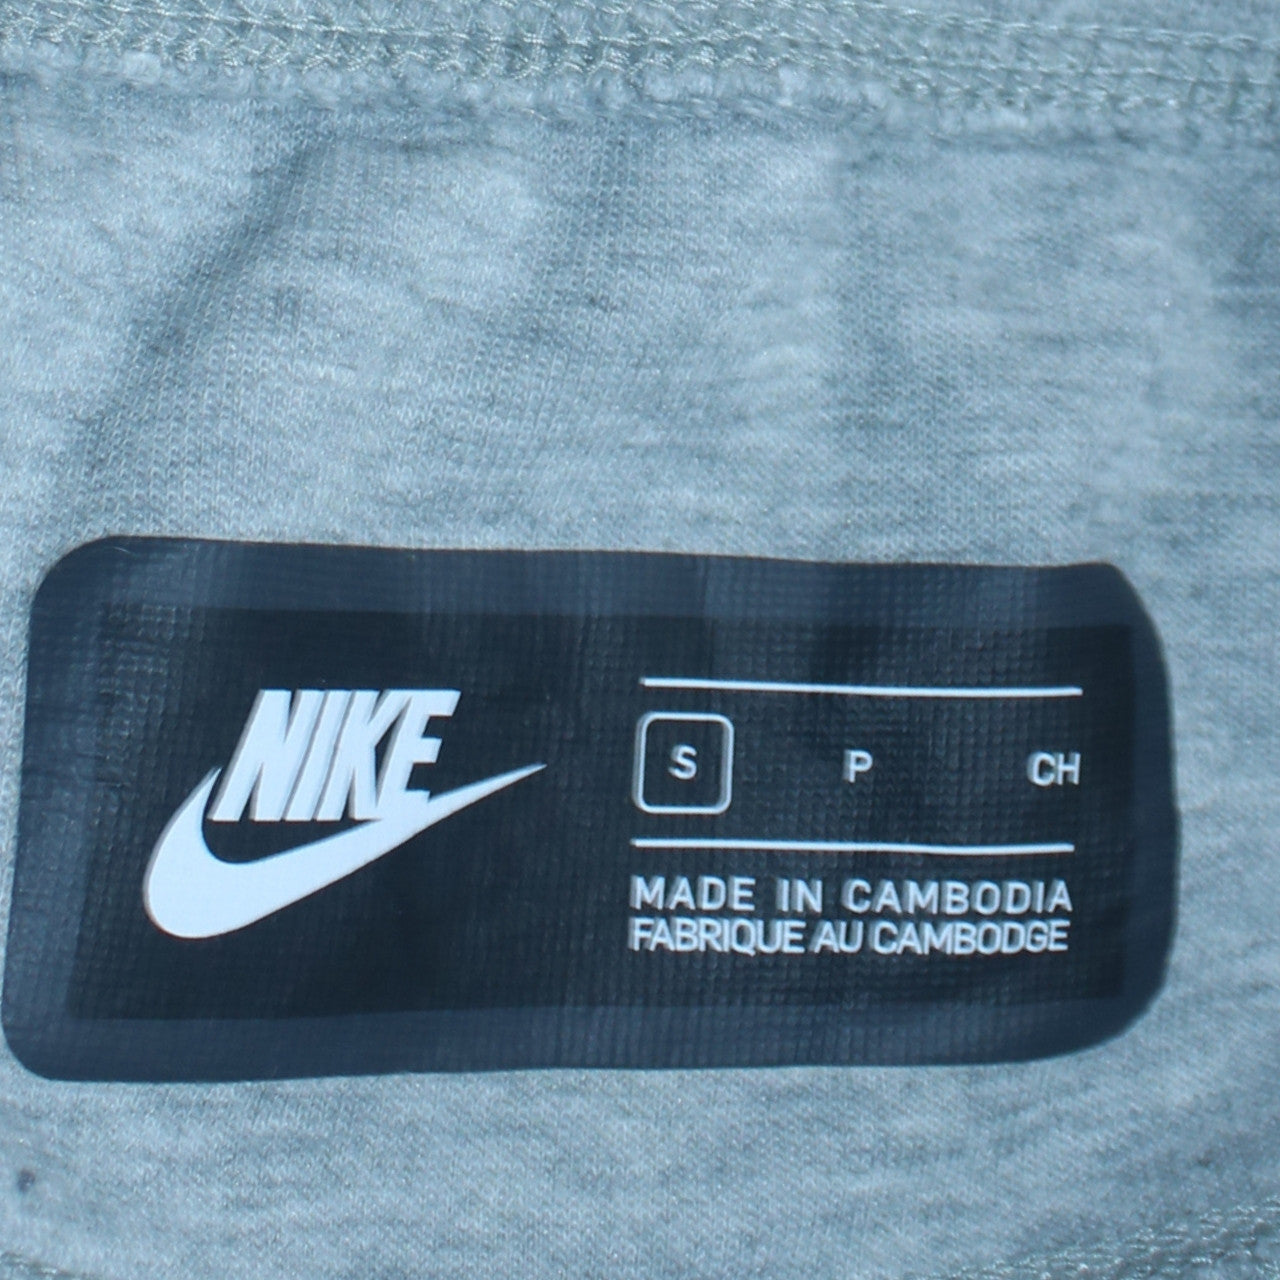 NIKE
S P CH
MADE IN CAMBODIA
FABRIQUE AU CAMBODGE